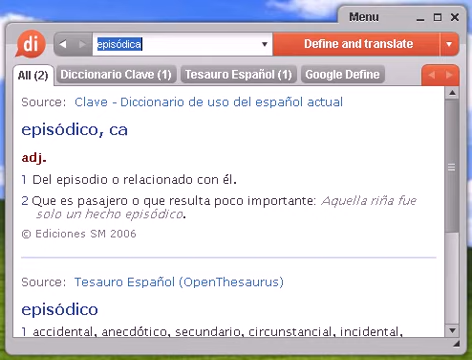 Menu
di
episódica
Define and translate
All (2)
Diccionario Clave (1)
Tesauro Español (1)
Google Define
Source: Clave - Diccionario de uso del español actual
episódico, ca
adj.
1 Del episodio o relacionado con él.
2 Que es pasajero o que resulta poco importante: Aquella riña fue
solo un hecho episódico.
© Ediciones SM 2006
Source: Tesauro Español (OpenThesaurus)
episódico
1 accidental, anecdótico, secundario, circunstancial, incidental,